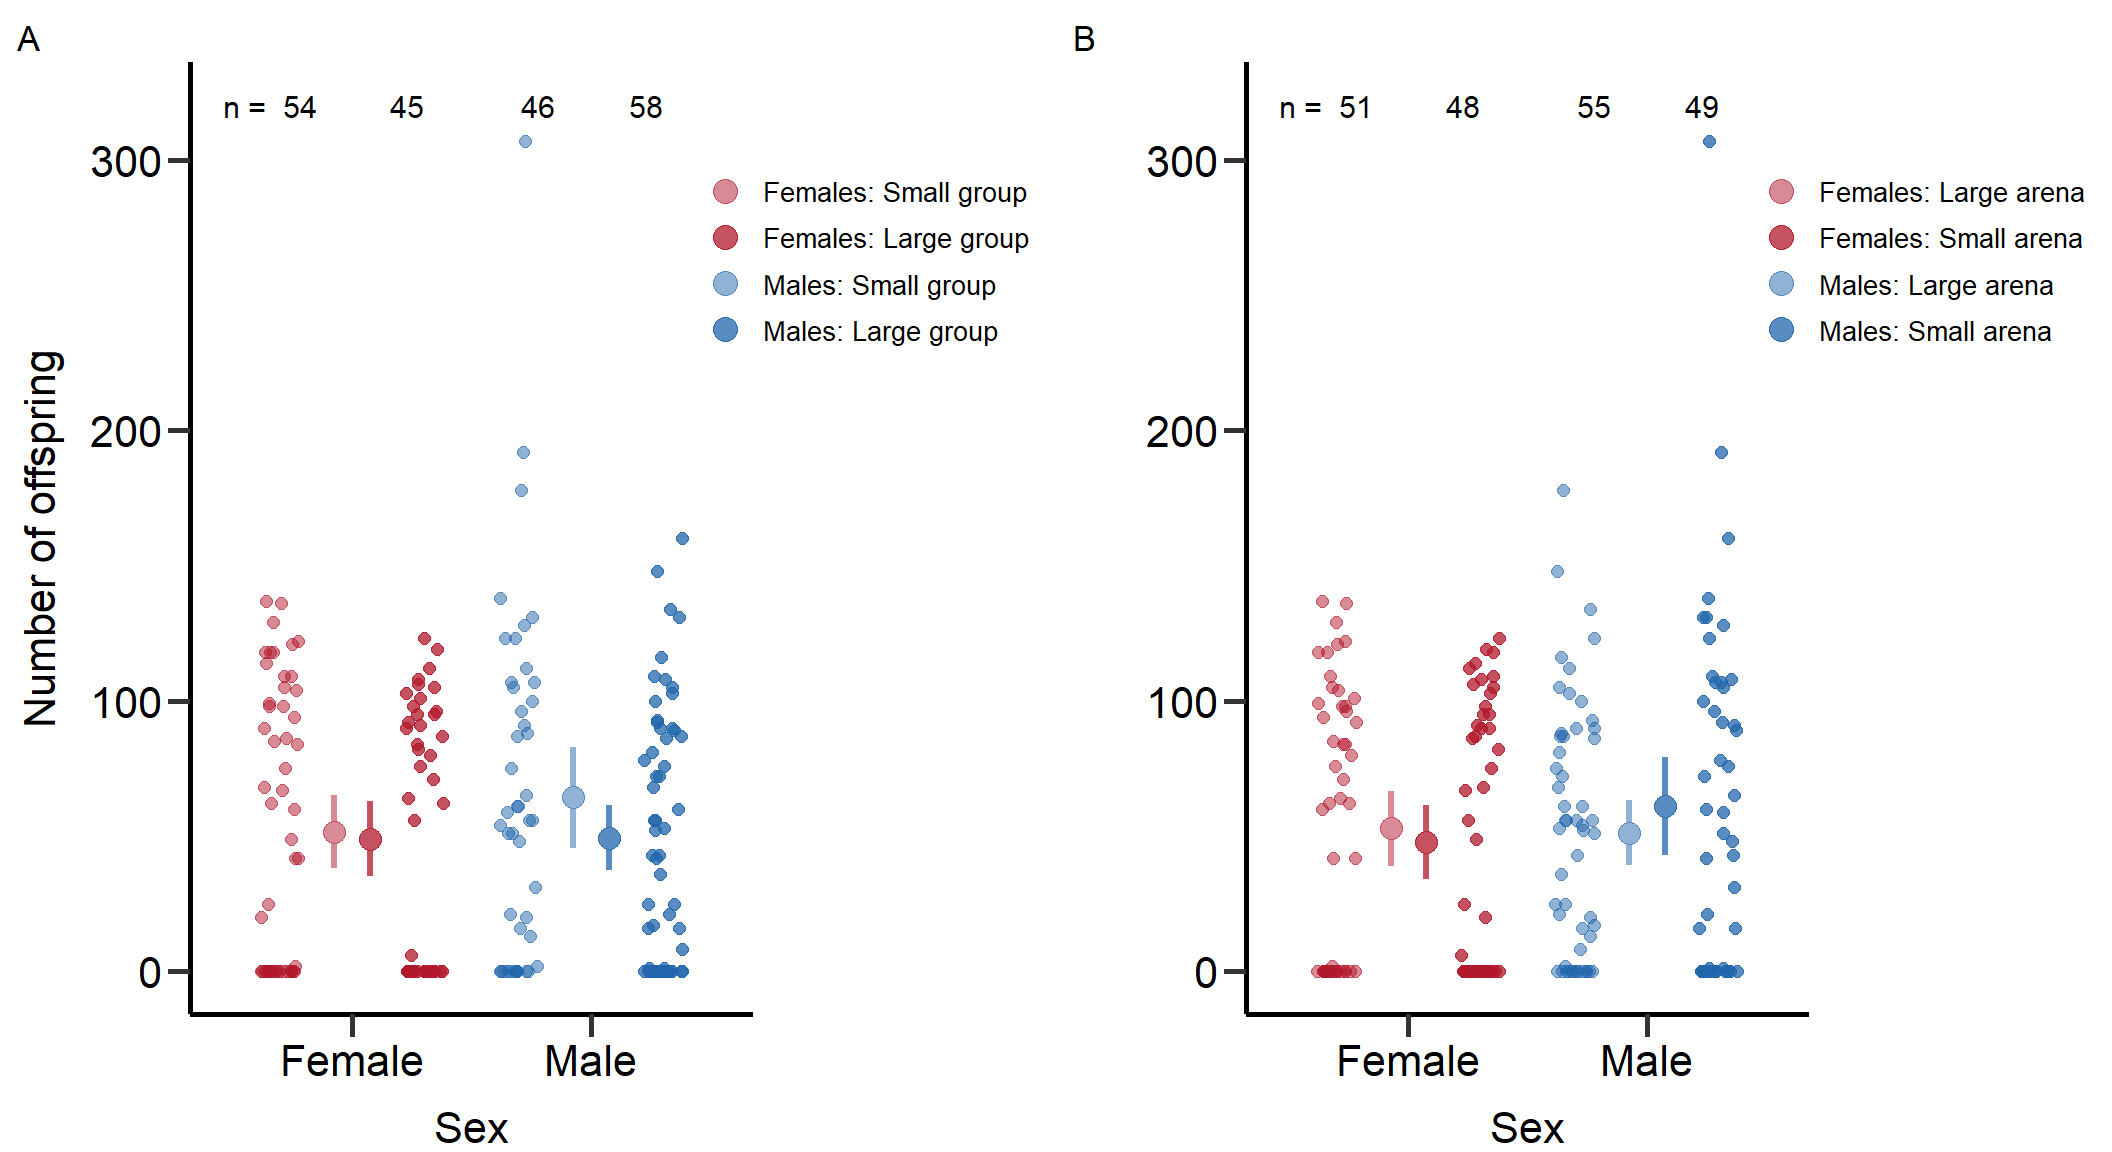 A
n = 54 45 46 58
300
200
100
0
Number of offspring
Females: Small group
Females: Large group
Males: Small group
Males: Large group
Female Male
Sex
B
n = 51 48 55 49
300
200
100
0
Females: Large arena
Females: Small arena
Males: Large arena
Males: Small arena
Female Male
Sex